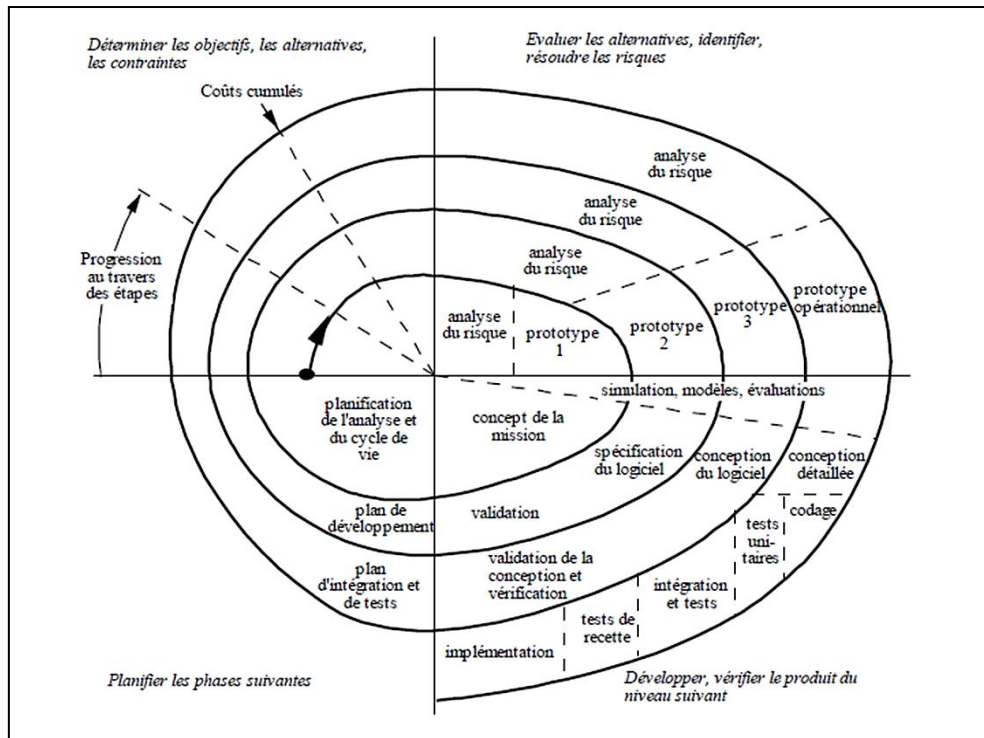 Déterminer les objectifs, les alternatives,
les contraintes
Evaluer les alternatives, identifier,
résoudre les risques
Coûts cumulés
Progression
au travers
des étapes
analyse
du risque
analyse
du risque
analyse
du risque
analyse
du risque
prototype
1
prototype
2
prototype
3
prototype
opérationnel
simulation, modèles, évaluations
planification
de l'analyse et
du cycle de
vie
concept de la
mission
spécification
du logiciel
conception
du logiciel
conception
détaillée
codage
tests
uni-
taires
plan de
développement
validation
plan
d'intégration et
de tests
validation de la
conception et
vérification
intégration
et tests
tests de
recette
implémentation
Planifier les phases suivantes
Développer, vérifier le produit du
niveau suivant